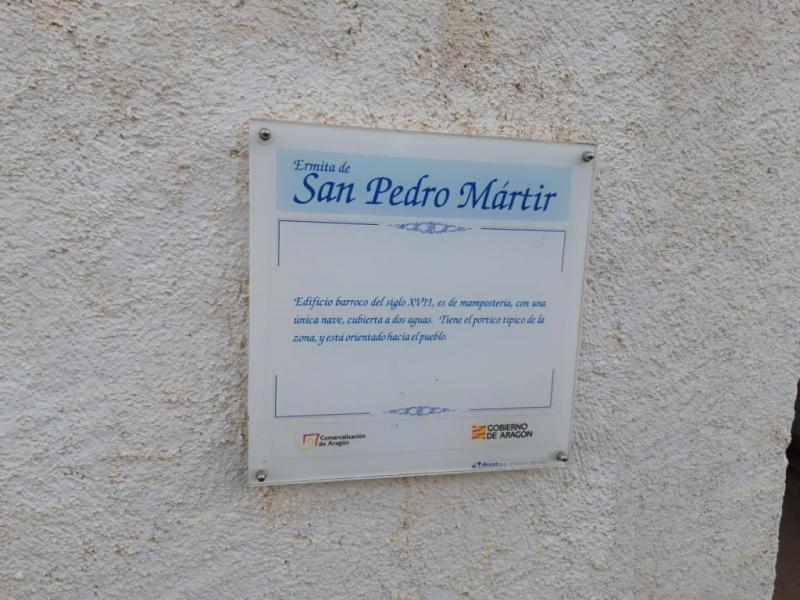 Ermita de
San Pedro Mártir
Edificio barroco del siglo XVII, es de mampostería, con una
única nave, cubierta a dos aguas. Tiene el pórtico típico de la
zona, y está orientado hacia el pueblo.
Comarcalización
de Aragón
GOBIERNO
DE ARAGON